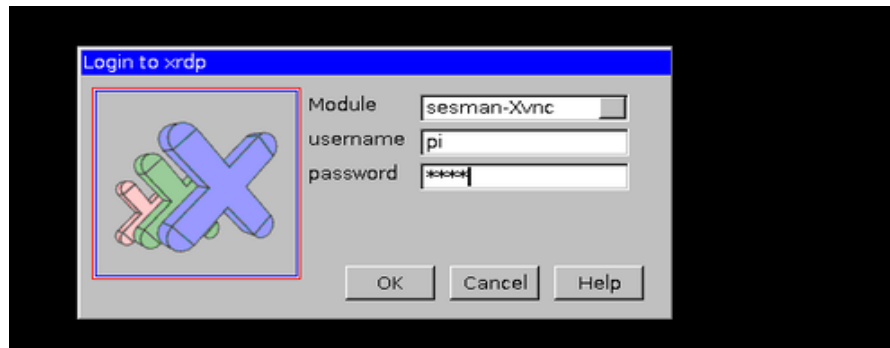 Login to xrdp
Module sesman-Xvnc
username pi
password ****
OK Cancel Help